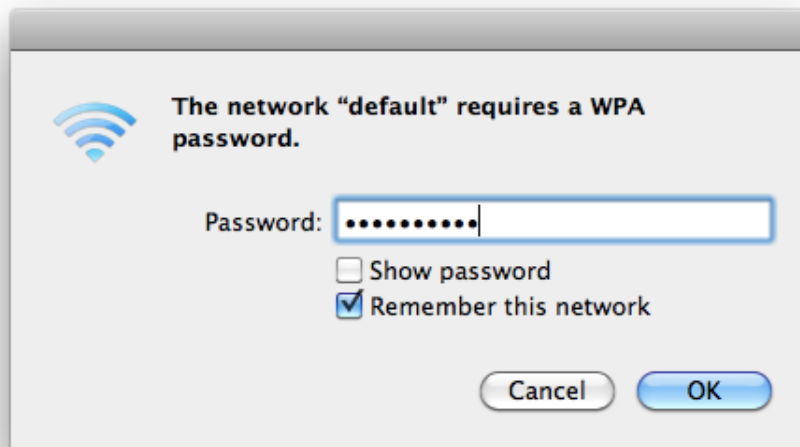 The network “default” requires a WPA
password.
Password: ••••••••••
Show password
Remember this network
Cancel OK